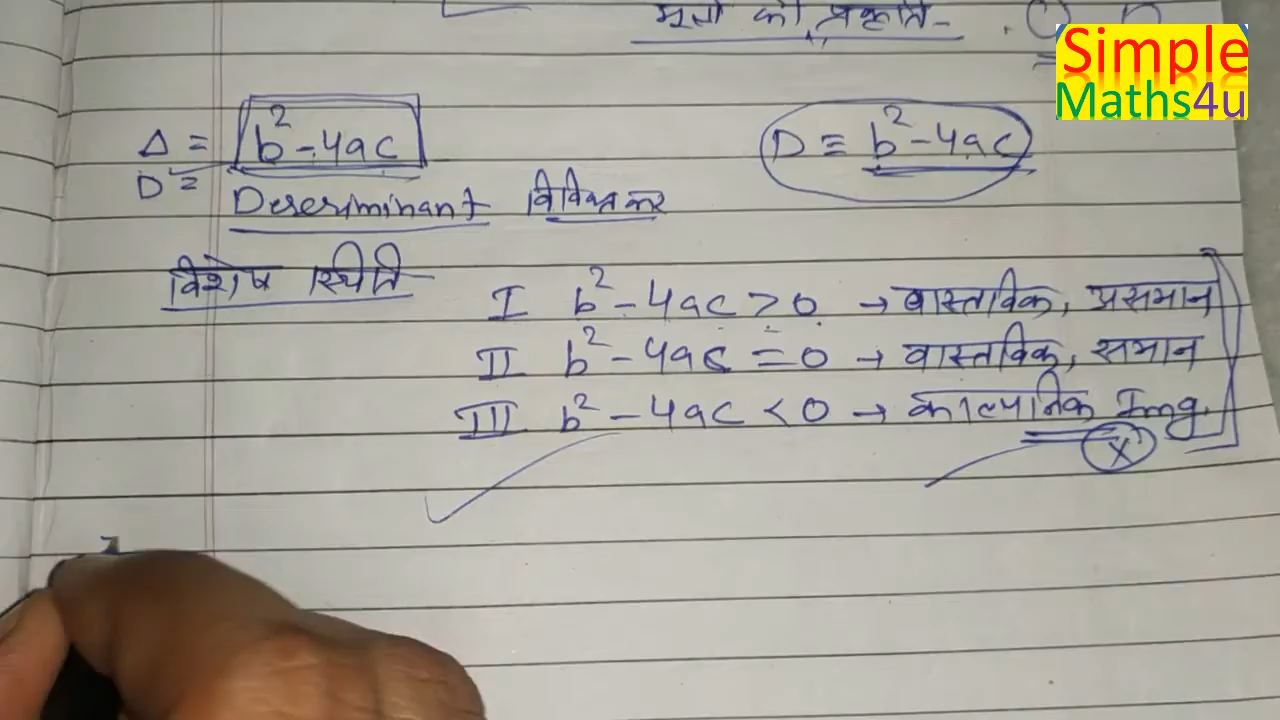 मूलों की प्रकृति-
Simple
Maths4u
Δ = b²-4ac
D =
D = b²-4ac
Descriminant विविक्तकर
विशेष स्थिति
I b²-4ac > 0 → वास्तविक, असमान
II b²-4ac = 0 → वास्तविक, समान
III b²-4ac < 0 → काल्पनिक Img.
X